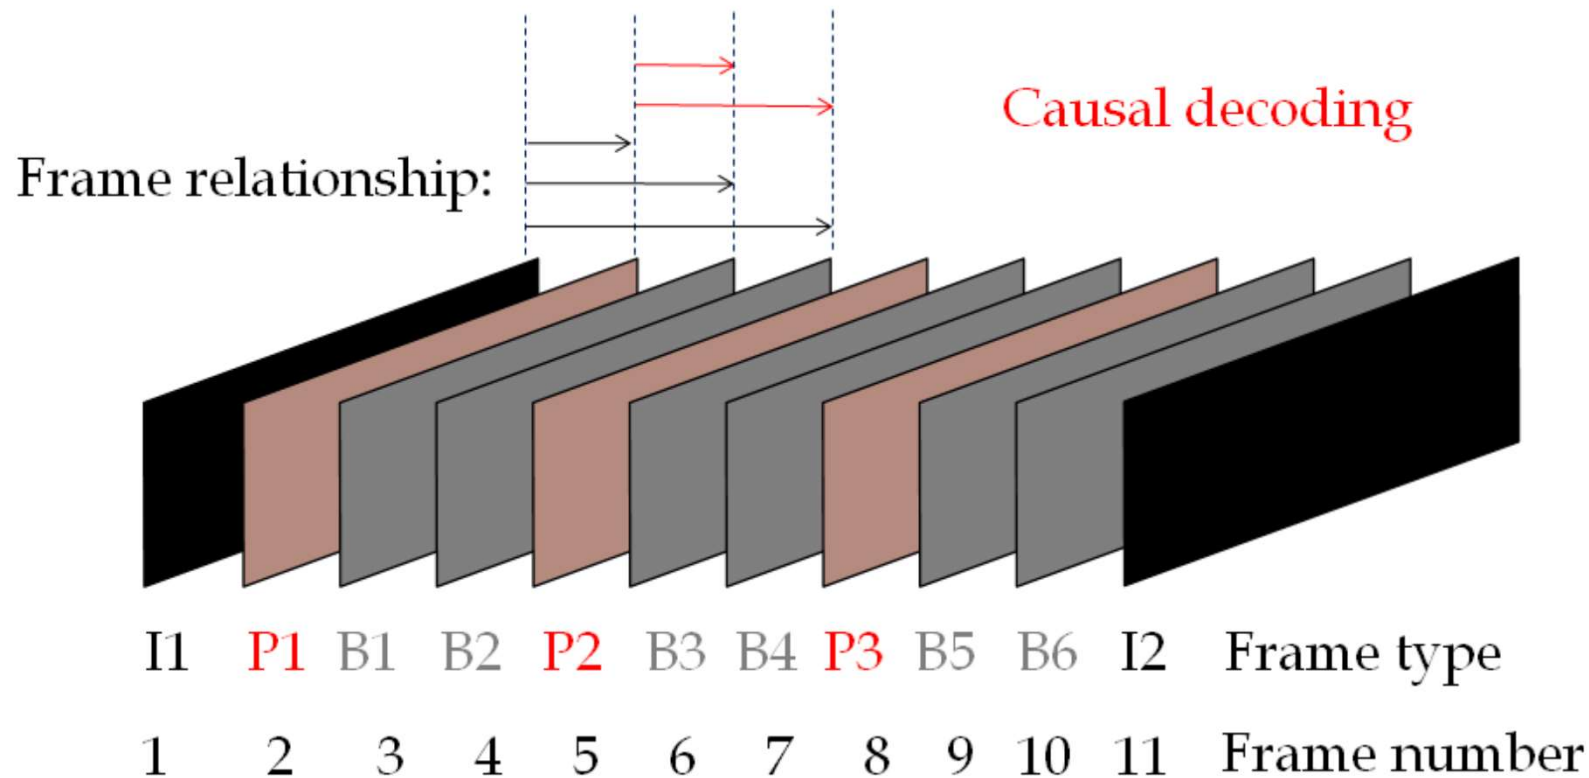 Causal decoding
Frame relationship:
I1 P1 B1 B2 P2 B3 B4 P3 B5 B6 I2 Frame type
1 2 3 4 5 6 7 8 9 10 11 Frame number